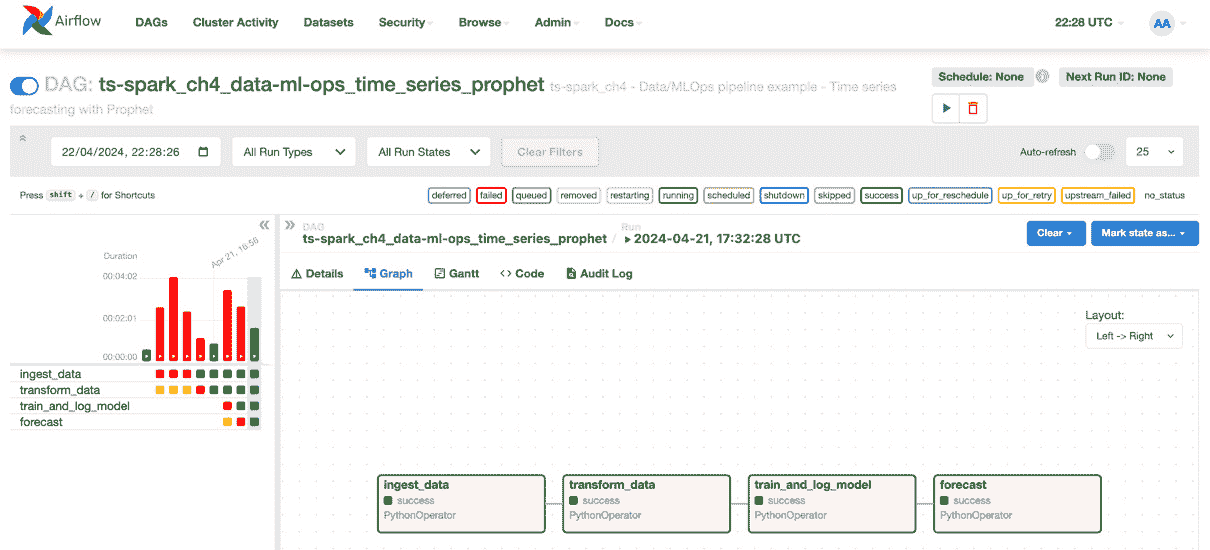 Airflow
DAGs Cluster Activity Datasets Security Browse Admin Docs 22:28 UTC AA
DAG: ts-spark_ch4_data-ml-ops_time_series_prophet ts-spark_ch4 - Data/MLOps pipeline example - Time series
forecasting with Prophet
Schedule: None Next Run ID: None
22/04/2024, 22:28:26 All Run Types All Run States Clear Filters Auto-refresh 25
Press shift + / for Shortcuts deferred failed queued removed restarting running scheduled shutdown skipped success up_for_reschedule up_for_retry upstream_failed no_status
Apr 21, 16:56
Duration
00:04:02
00:02:01
00:00:00
ingest_data
transform_data
train_and_log_model
forecast
DAG Run
ts-spark_ch4_data-ml-ops_time_series_prophet / 2024-04-21, 17:32:28 UTC Clear Mark state as...
Details Graph Gantt <> Code Audit Log
Layout:
Left -> Right
ingest_data transform_data train_and_log_model forecast
success success success success
PythonOperator PythonOperator PythonOperator PythonOperator